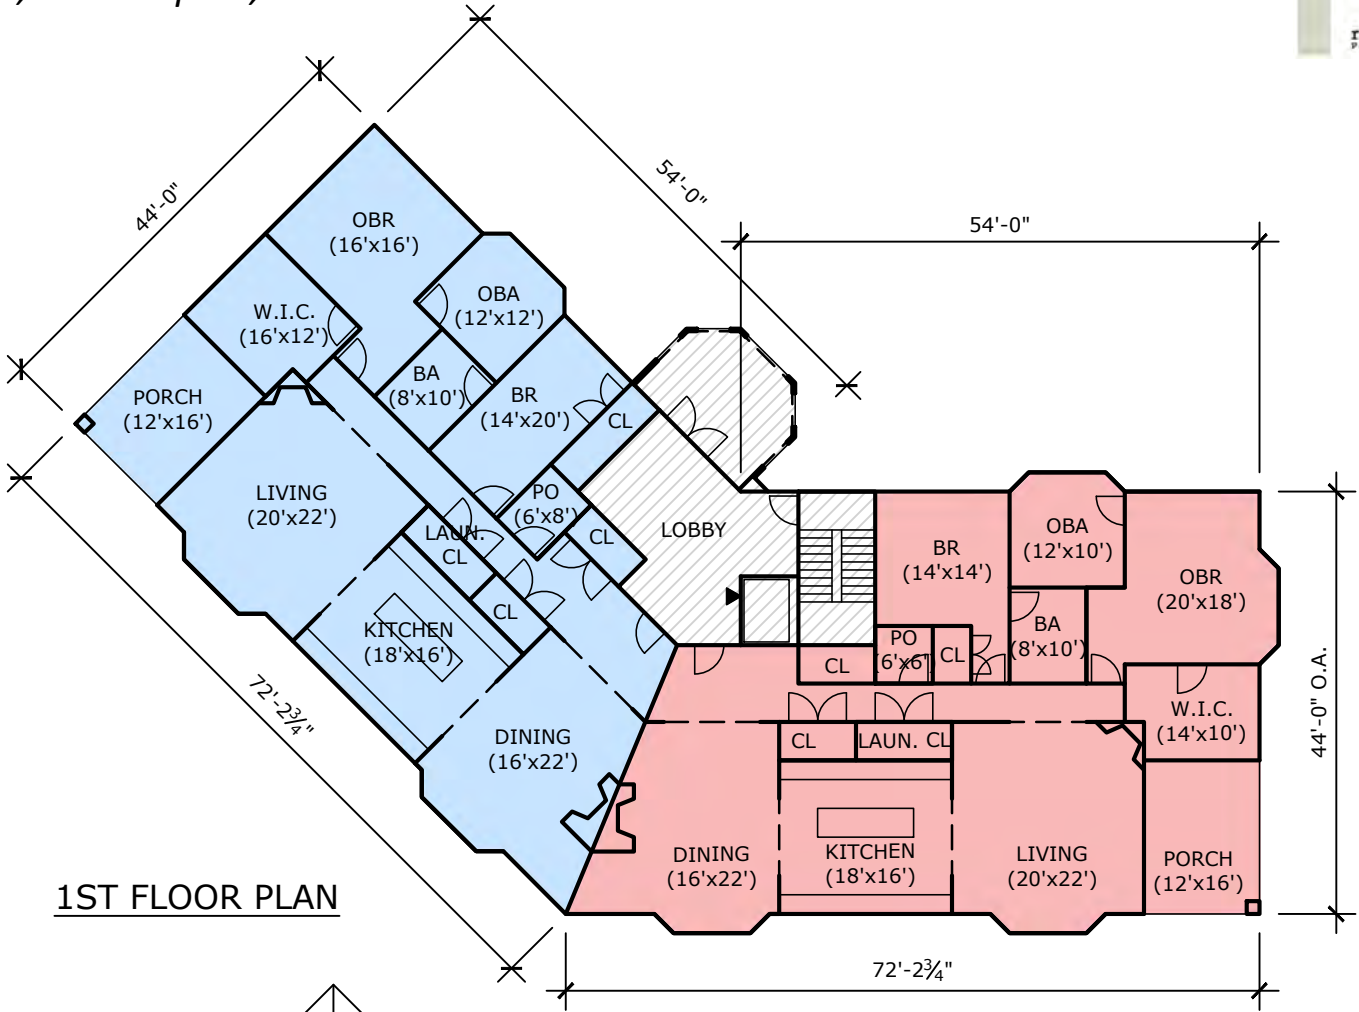 44'-0"
54'-0"
54'-0"
OBR
(16'x16')
OBA
(12'x12')
W.I.C.
(16'x12')
BA
(8'x10')
BR
(14'x20')
CL
PORCH
(12'x16')
LIVING
(20'x22')
PO
(6'x8')
LAUN.
CL
CL
LOBBY
CL
KITCHEN
(18'x16')
DINING
(16'x22')
72'-2¾"
BR
(14'x14')
OBA
(12'x10')
OBR
(20'x18')
BA
(8'x10')
PO
(6'x6')
CL
CL
W.I.C.
(14'x10')
44'-0" O.A.
CL
LAUN. CL
DINING
(16'x22')
KITCHEN
(18'x16')
LIVING
(20'x22')
PORCH
(12'x16')
1ST FLOOR PLAN
72'-2¾"